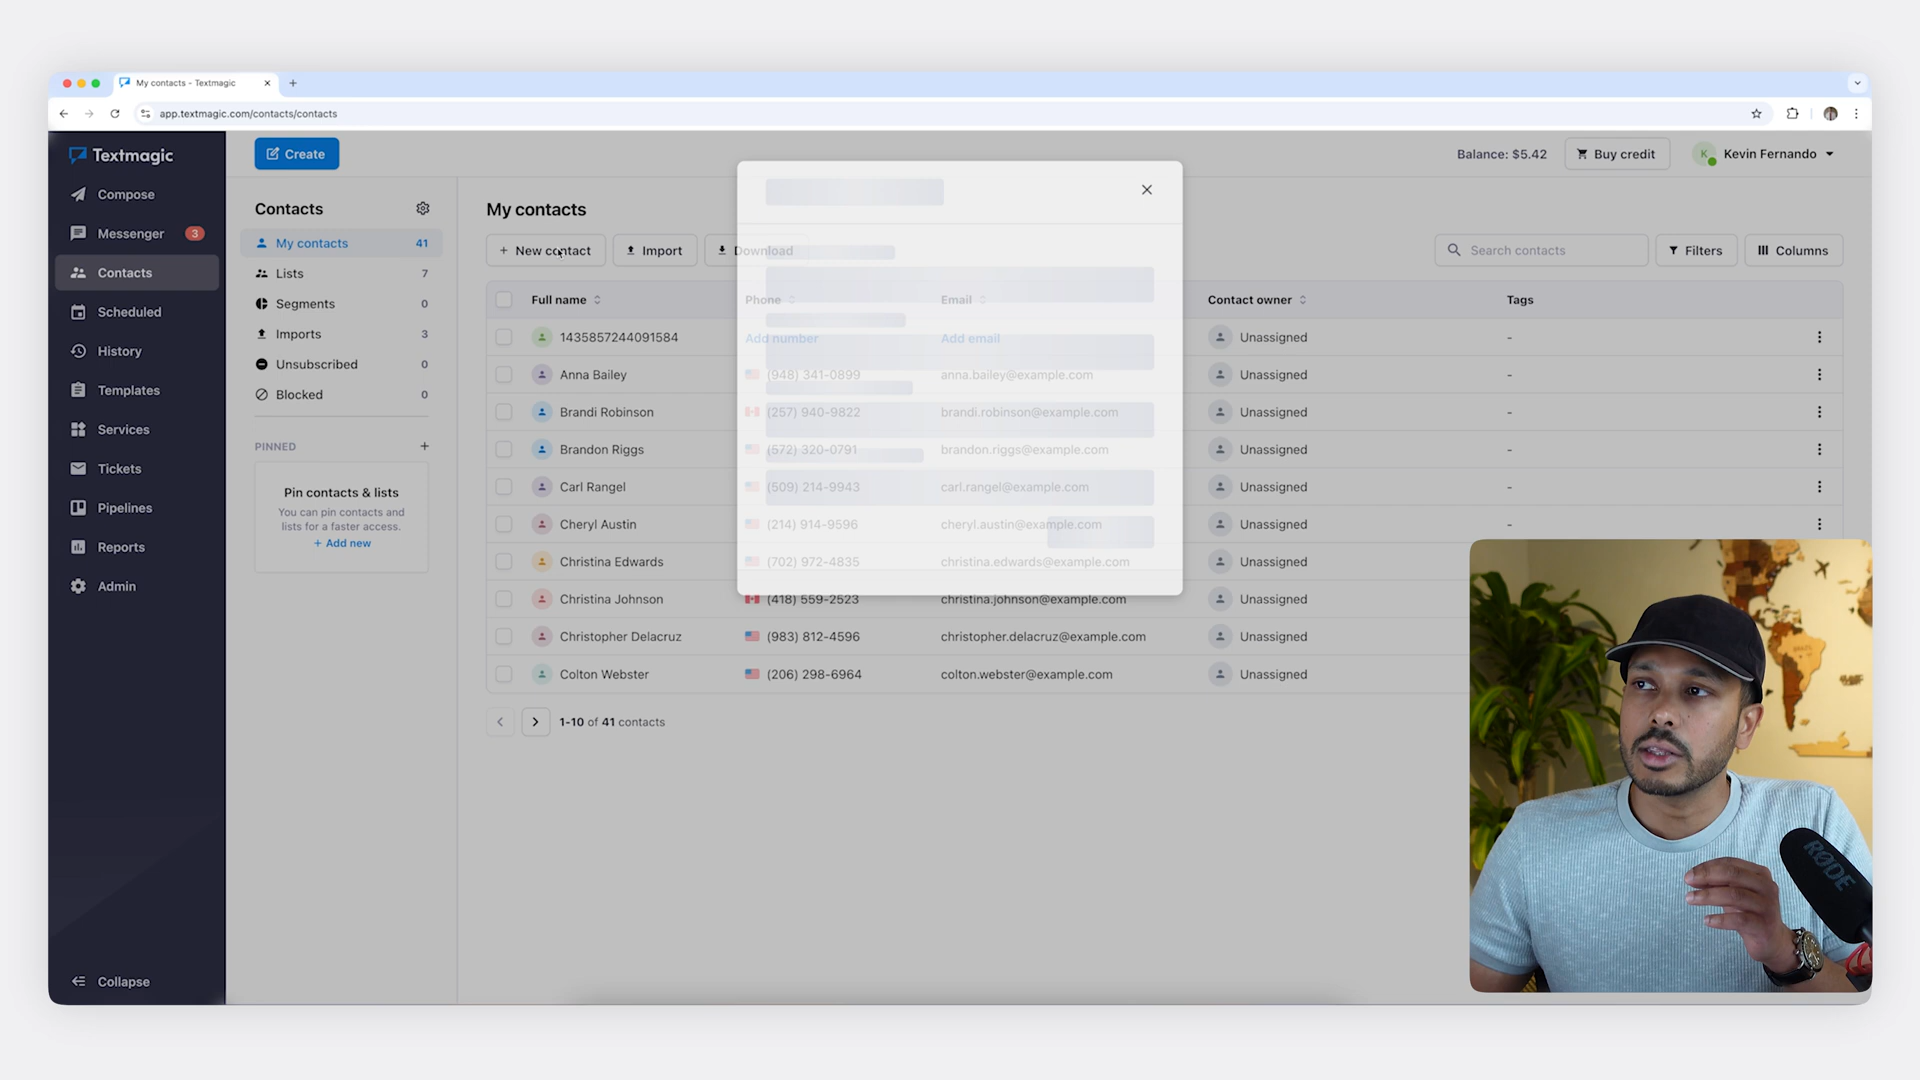 My contacts - Textmagic
app.textmagic.com/contacts/contacts
Textmagic
Create
Balance: $5.42
Buy credit
K
Kevin Fernando
Compose
Messenger 3
Contacts
Scheduled
History
Templates
Services
Tickets
Pipelines
Reports
Admin
Collapse
Contacts
My contacts 41
Lists 7
Segments 0
Imports 3
Unsubscribed 0
Blocked 0
PINNED
Pin contacts & lists
You can pin contacts and
lists for a faster access.
+ Add new
My contacts
+ New contact
Import
Download
Search contacts
Filters
Columns
Full name Phone Email Contact owner Tags
1435857244091584 Add number Add email Unassigned -
Anna Bailey (948) 341-0899 anna.bailey@example.com Unassigned -
Brandi Robinson (257) 940-9822 brandi.robinson@example.com Unassigned -
Brandon Riggs (572) 320-0791 brandon.riggs@example.com Unassigned -
Carl Rangel (509) 214-9943 carl.rangel@example.com Unassigned -
Cheryl Austin (214) 914-9596 cheryl.austin@example.com Unassigned -
Christina Edwards (702) 972-4835 christina.edwards@example.com Unassigned
Christina Johnson (418) 559-2523 christina.johnson@example.com Unassigned
Christopher Delacruz (983) 812-4596 christopher.delacruz@example.com Unassigned
Colton Webster (206) 298-6964 colton.webster@example.com Unassigned
1-10 of 41 contacts
BRASIL
RØDE